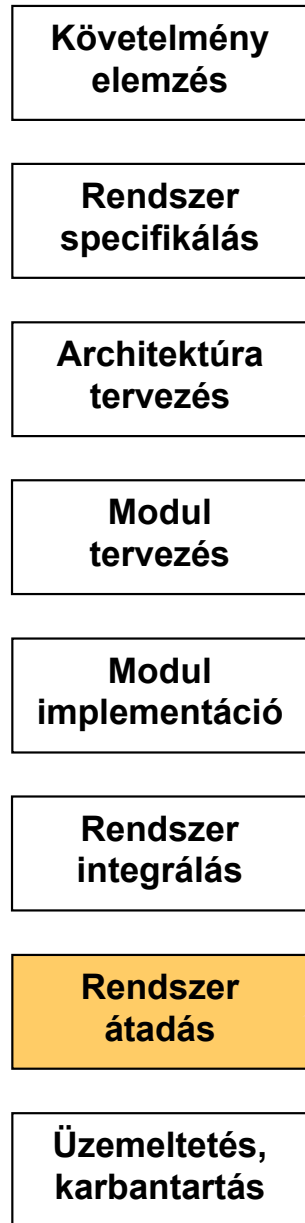 Követelmény
elemzés
Rendszer
specifikálás
Architektúra
tervezés
Modul
tervezés
Modul
implementáció
Rendszer
integrálás
Rendszer
átadás
Üzemeltetés,
karbantartás